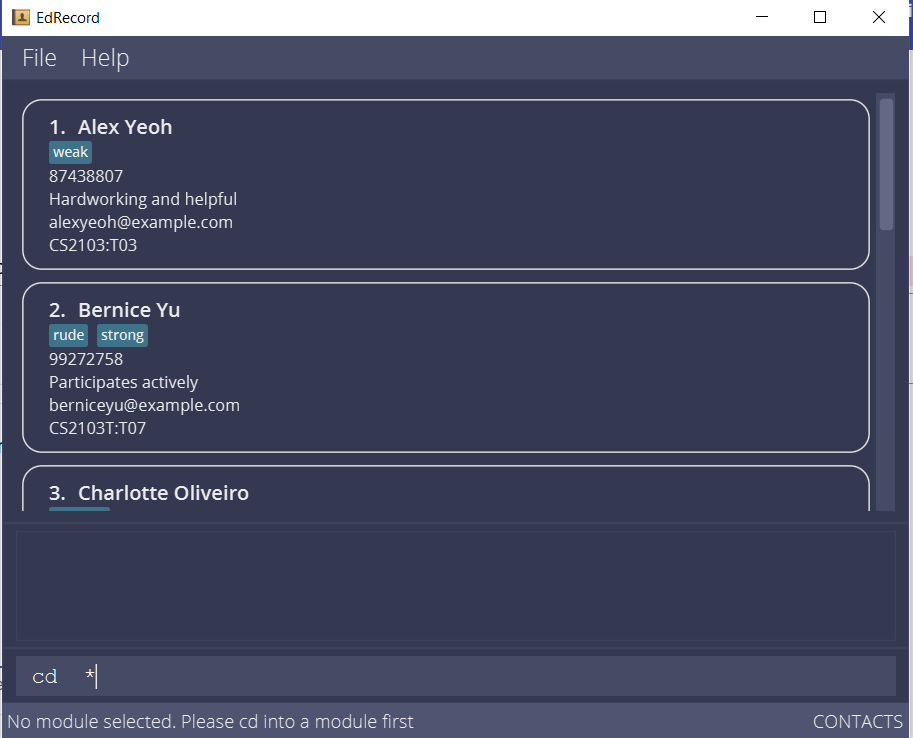 EdRecord
File Help
1. Alex Yeoh
weak
87438807
Hardworking and helpful
alexyeoh@example.com
CS2103:T03
2. Bernice Yu
rude strong
99272758
Participates actively
berniceyu@example.com
CS2103T:T07
3. Charlotte Oliveiro
cd  *
No module selected. Please cd into a module first CONTACTS